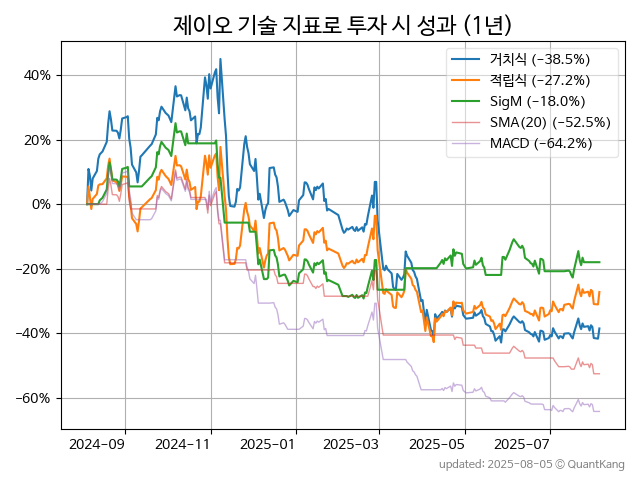 제이오 기술 지표로 투자 시 성과 (1년)
거치식 (−38.5%)
적립식 (−27.2%)
SigM (−18.0%)
SMA(20) (−52.5%)
MACD (−64.2%)
40%
20%
0%
−20%
−40%
−60%
2024−09 2024−11 2025−01 2025−03 2025−05 2025−07
updated: 2025-08-05 © QuantKang